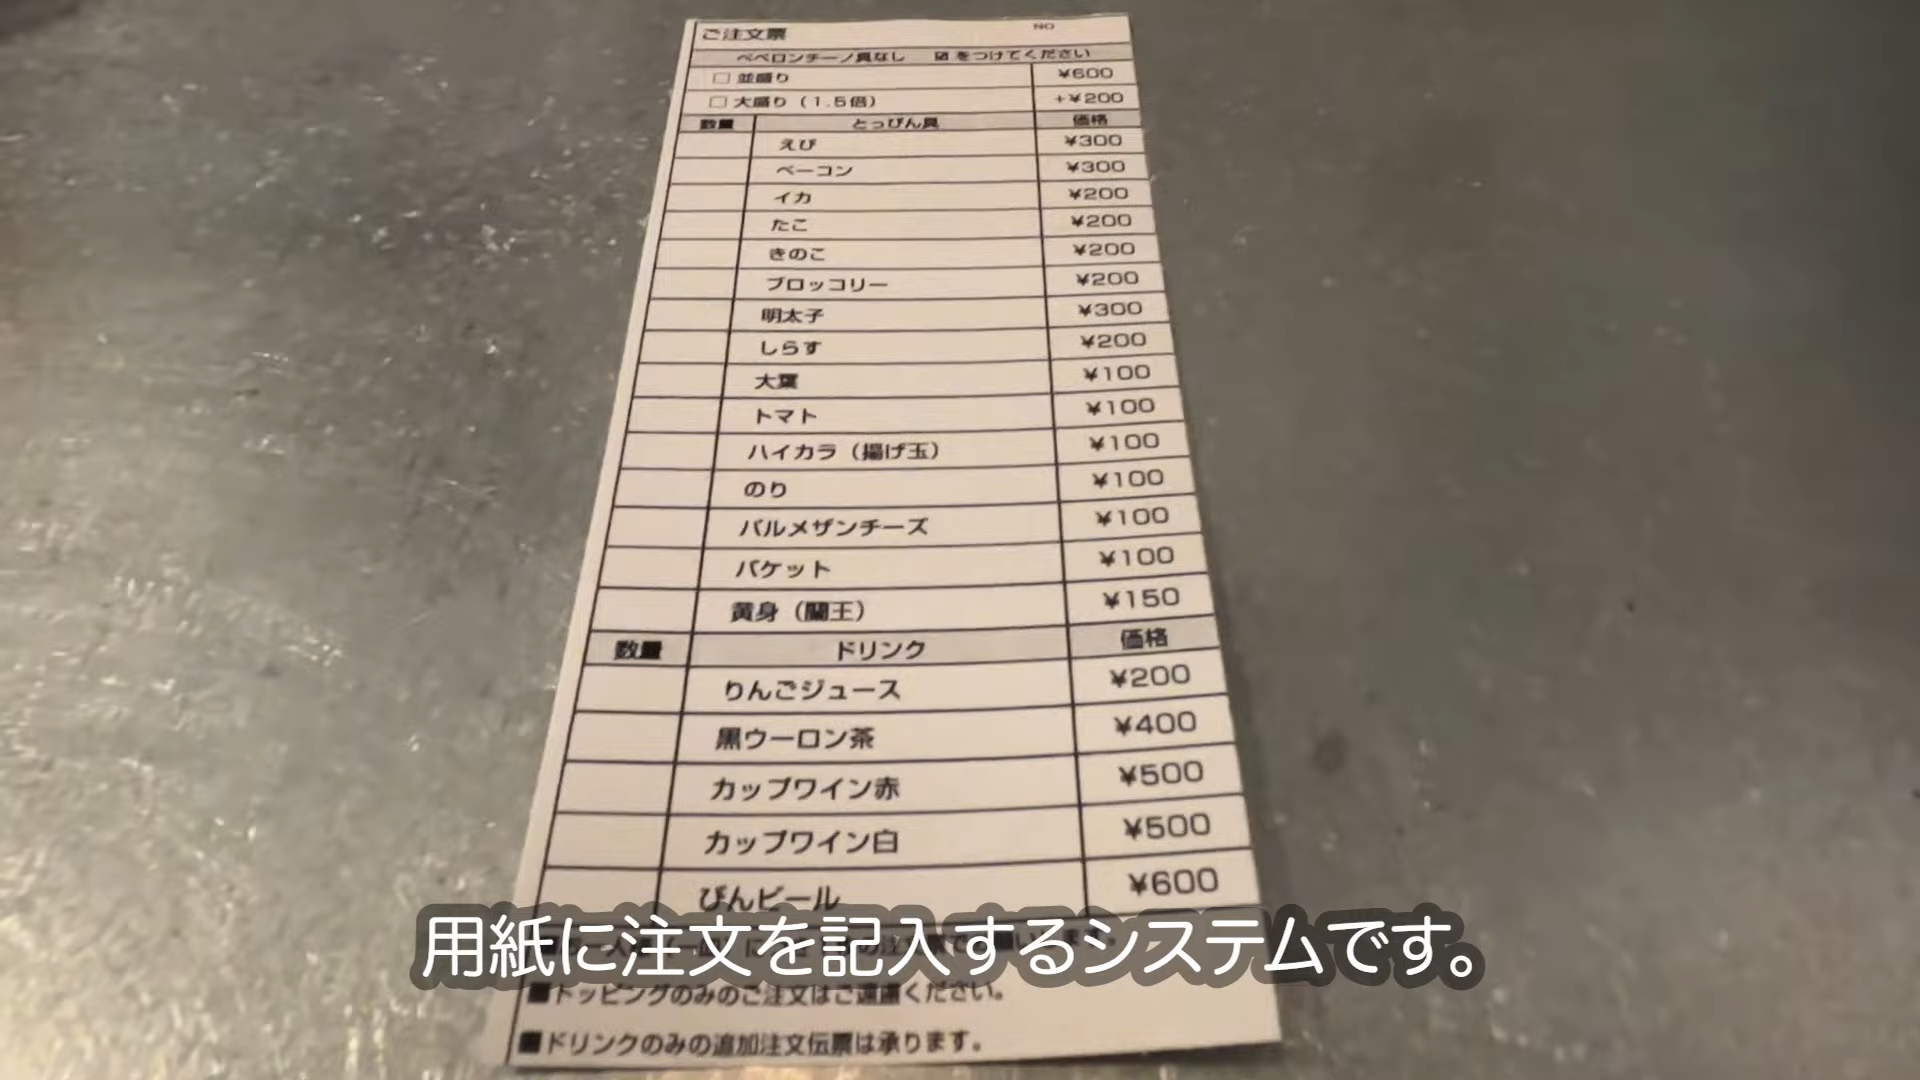 ご注文票 NO
ペペロンチーノ具なし ☑をつけてください
□ 並盛り ¥600
□ 大盛り（1.5倍） +¥200
数量 とっぴん具 価格
えび ¥300
ベーコン ¥300
イカ ¥200
たこ ¥200
きのこ ¥200
ブロッコリー ¥200
明太子 ¥300
しらす ¥200
大葉 ¥100
トマト ¥100
ハイカラ（揚げ玉） ¥100
のり ¥100
パルメザンチーズ ¥100
バケット ¥100
黄身（蘭王） ¥150
数量 ドリンク 価格
りんごジュース ¥200
黒ウーロン茶 ¥400
カップワイン赤 ¥500
カップワイン白 ¥500
びんビール ¥600
用紙に注文を記入するシステムです。
■トッピングのみのご注文はご遠慮ください。
■ドリンクのみの追加注文伝票は承ります。